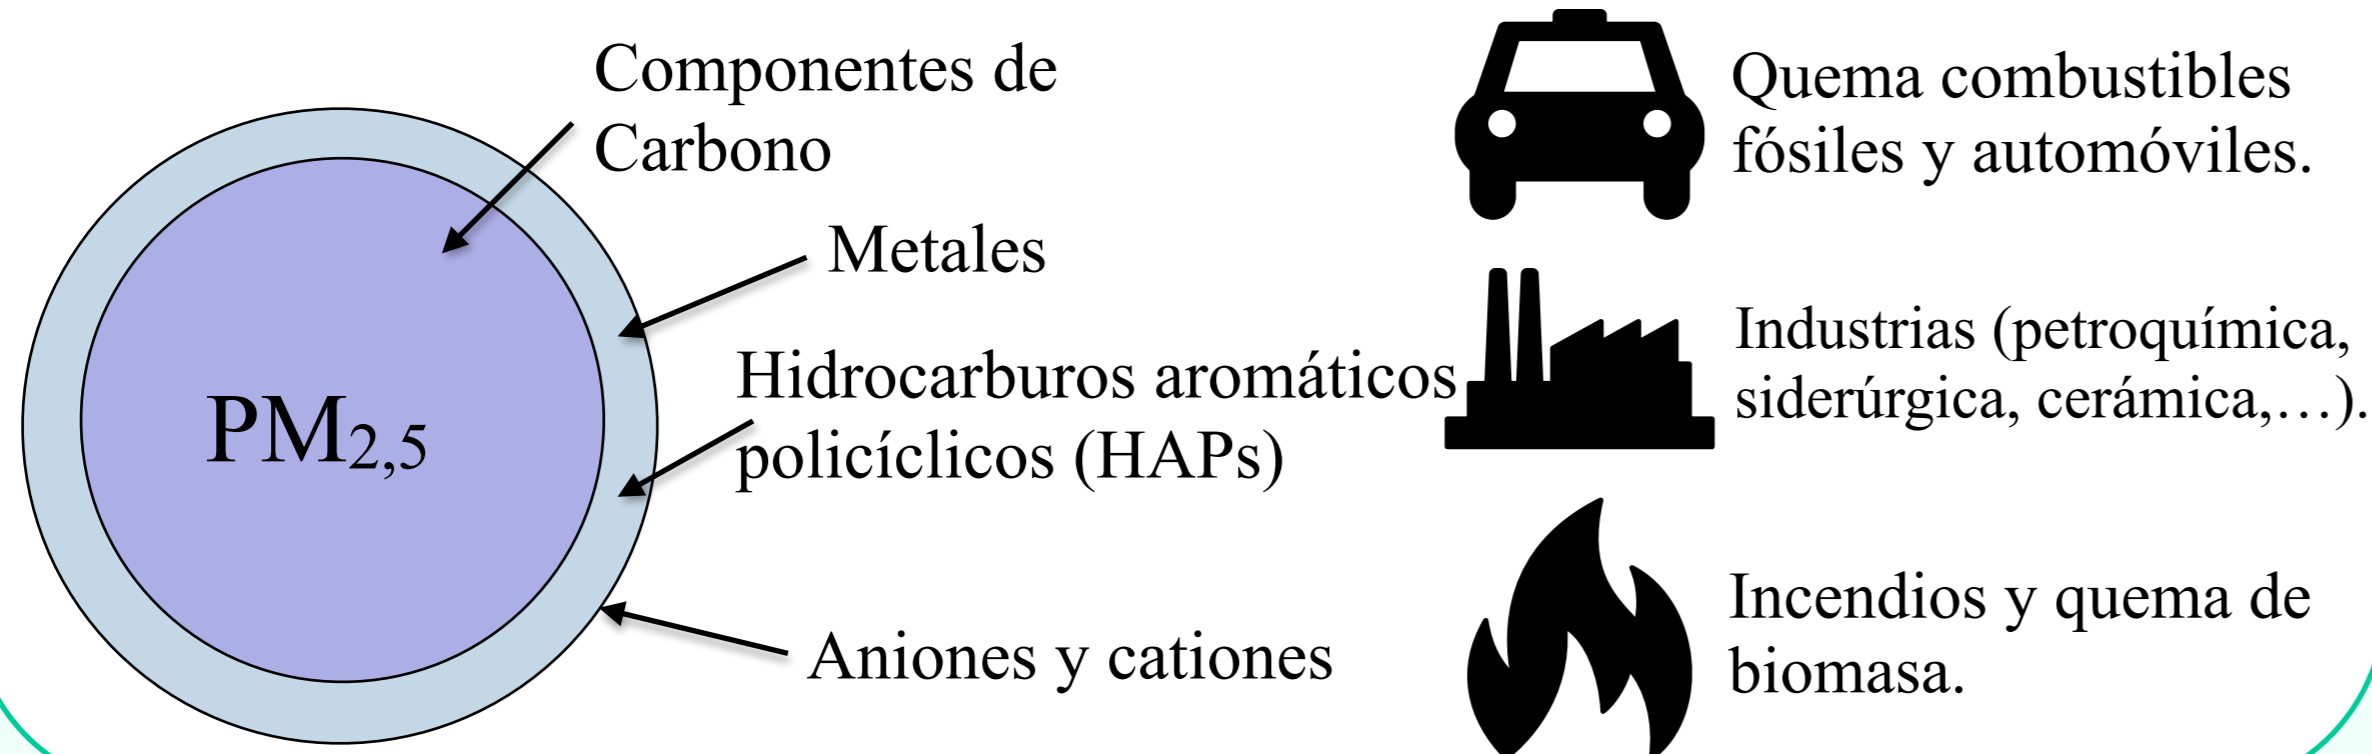 Componentes de
Carbono
Metales
Hidrocarburos aromáticos
policíclicos (HAPs)
Aniones y cationes
PM2,5
Quema combustibles
fósiles y automóviles.
Industrias (petroquímica,
siderúrgica, cerámica,…).
Incendios y quema de
biomasa.